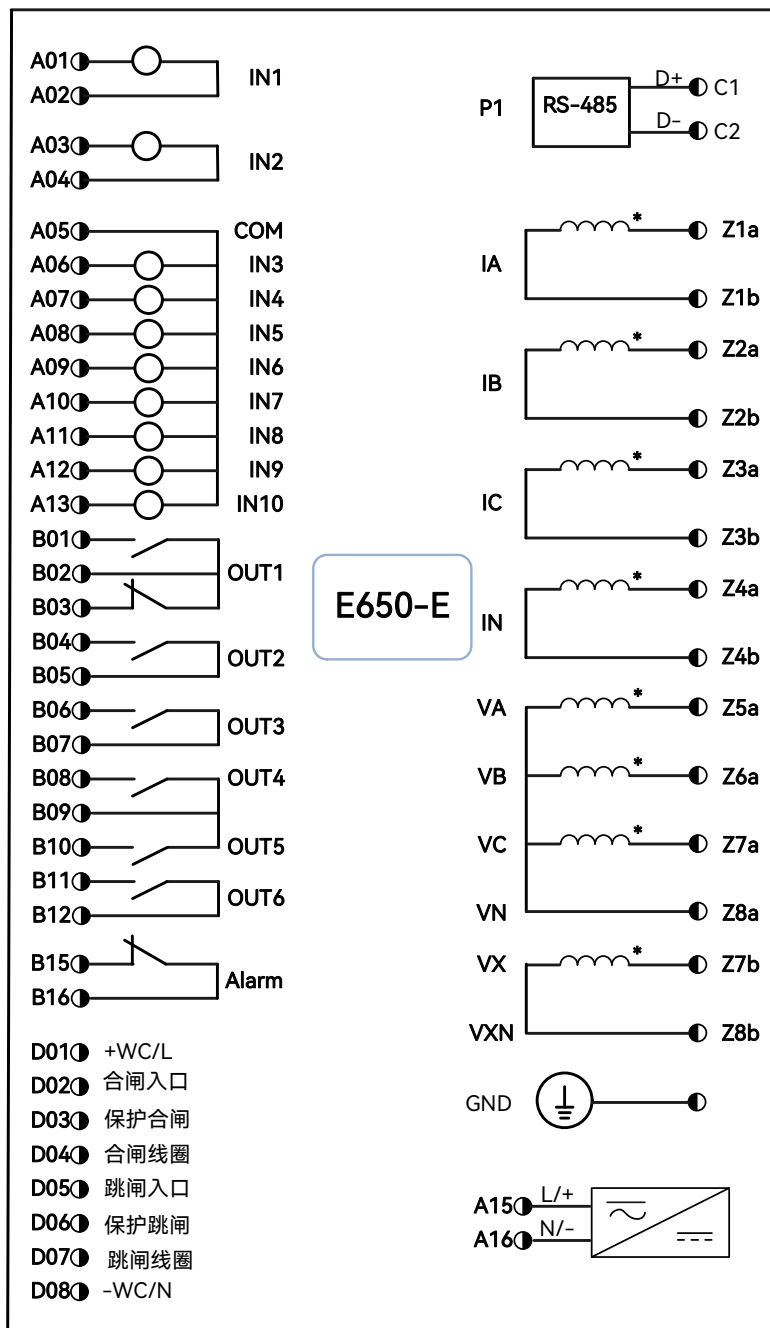 A01
A02
IN1
A03
A04
IN2
A05 COM
A06 IN3
A07 IN4
A08 IN5
A09 IN6
A10 IN7
A11 IN8
A12 IN9
A13 IN10
B01
B02 OUT1
B03
B04
B05
OUT2
B06
B07
OUT3
B08 OUT4
B09
B10 OUT5
B11
B12
OUT6
B15
B16
Alarm
D01 +WC/L
D02 合闸入口
D03 保护合闸
D04 合闸线圈
D05 跳闸入口
D06 保护跳闸
D07 跳闸线圈
D08 -WC/N
E650-E
P1 RS-485
D+ C1
D- C2
IA
* Z1a
Z1b
IB
* Z2a
Z2b
IC
* Z3a
Z3b
IN
* Z4a
Z4b
VA * Z5a
VB * Z6a
VC * Z7a
VN Z8a
VX * Z7b
VXN Z8b
GND
A15 L/+
A16 N/-